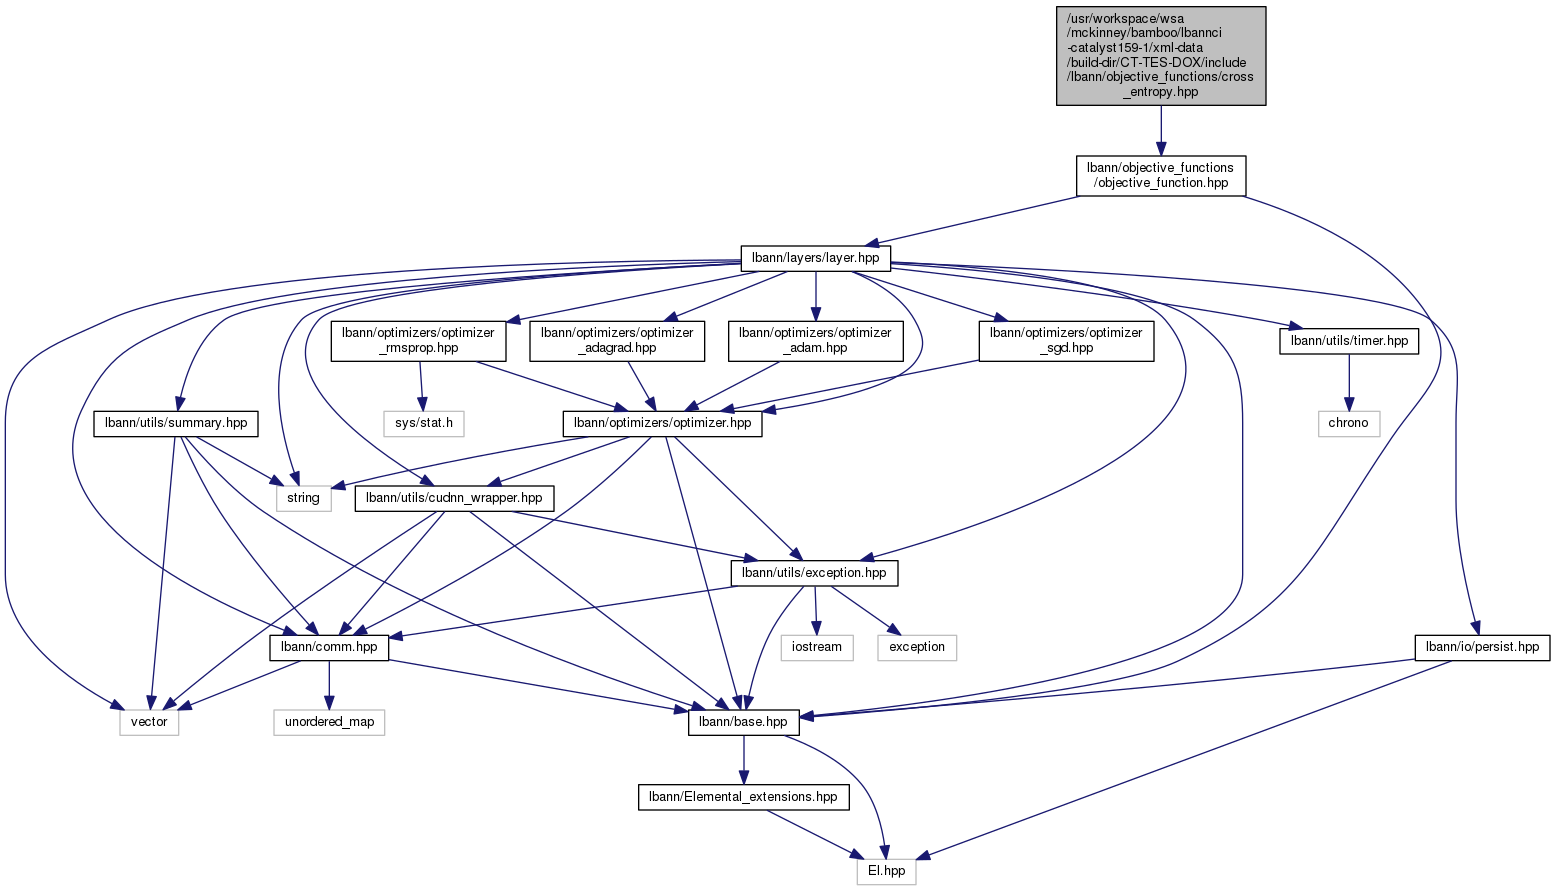 /usr/workspace/wsa
/mckinney/bamboo/lbannci
-catalyst159-1/xml-data
/build-dir/CT-TES-DOX/include
/lbann/objective_functions/cross
_entropy.hpp
lbann/objective_functions
/objective_function.hpp
lbann/layers/layer.hpp
lbann/optimizers/optimizer
_rmsprop.hpp
lbann/optimizers/optimizer
_adagrad.hpp
lbann/optimizers/optimizer
_adam.hpp
lbann/optimizers/optimizer
_sgd.hpp
lbann/utils/timer.hpp
lbann/utils/summary.hpp
sys/stat.h
lbann/optimizers/optimizer.hpp
chrono
string
lbann/utils/cudnn_wrapper.hpp
lbann/utils/exception.hpp
lbann/comm.hpp
iostream
exception
lbann/io/persist.hpp
vector
unordered_map
lbann/base.hpp
lbann/Elemental_extensions.hpp
El.hpp